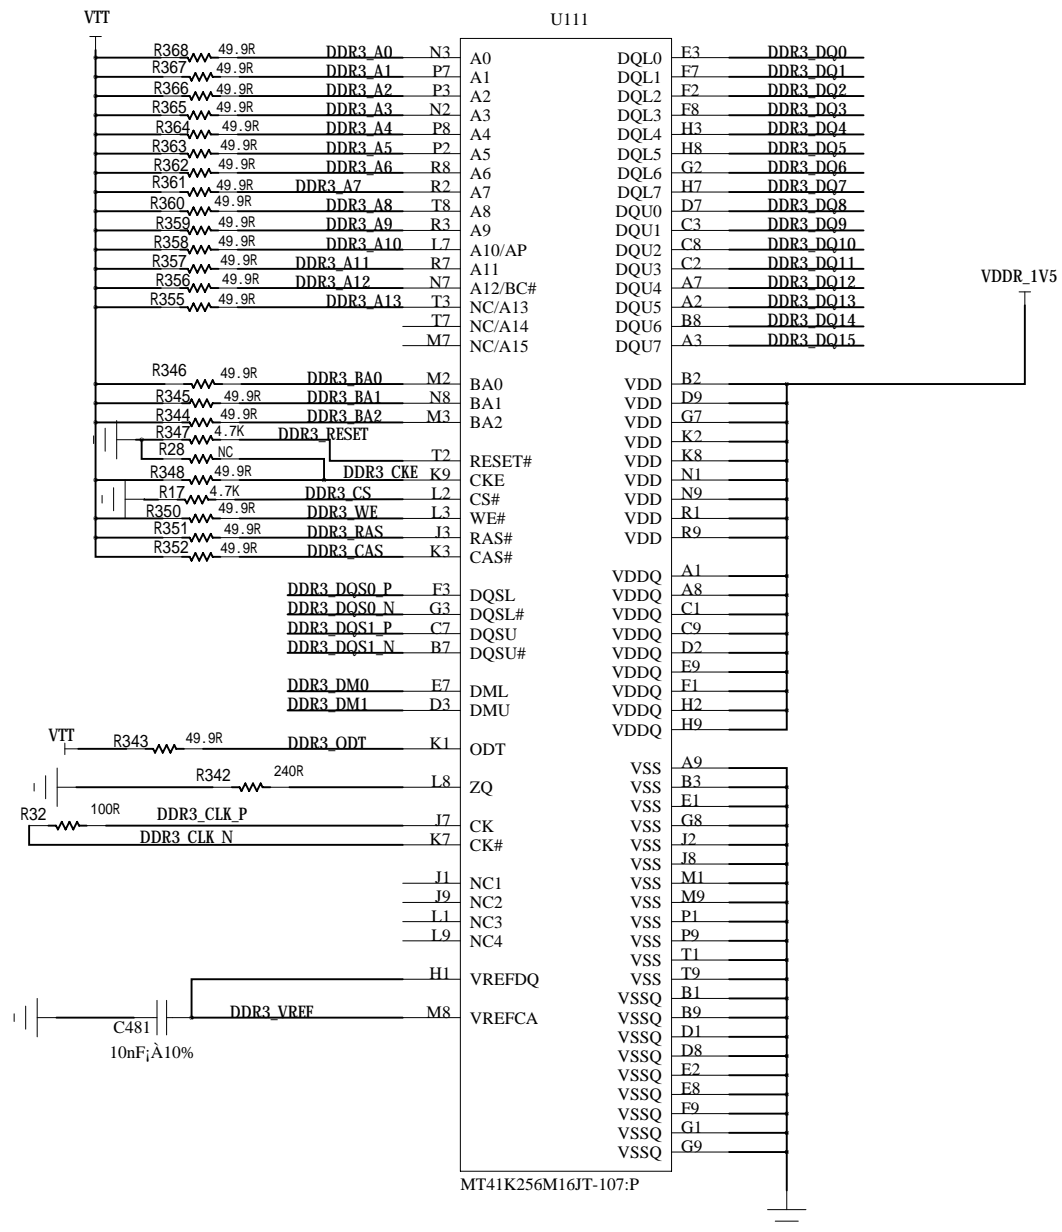 VTT
U111
R368 49.9R DDR3_A0 N3 A0 DQL0 E3 DDR3_DQ0
R367 49.9R DDR3_A1 P7 A1 DQL1 F7 DDR3_DQ1
R366 49.9R DDR3_A2 P3 A2 DQL2 F2 DDR3_DQ2
R365 49.9R DDR3_A3 N2 A3 DQL3 F8 DDR3_DQ3
R364 49.9R DDR3_A4 P8 A4 DQL4 H3 DDR3_DQ4
R363 49.9R DDR3_A5 P2 A5 DQL5 H8 DDR3_DQ5
R362 49.9R DDR3_A6 R8 A6 DQL6 G2 DDR3_DQ6
R361 49.9R DDR3_A7 R2 A7 DQL7 H7 DDR3_DQ7
R360 49.9R DDR3_A8 T8 A8 DQU0 D7 DDR3_DQ8
R359 49.9R DDR3_A9 R3 A9 DQU1 C3 DDR3_DQ9
R358 49.9R DDR3_A10 L7 A10/AP DQU2 C8 DDR3_DQ10
R357 49.9R DDR3_A11 R7 A11 DQU3 C2 DDR3_DQ11
R356 49.9R DDR3_A12 N7 A12/BC# DQU4 A7 DDR3_DQ12
R355 49.9R DDR3_A13 T3 NC/A13 DQU5 A2 DDR3_DQ13
T7 NC/A14 DQU6 B8 DDR3_DQ14
M7 NC/A15 DQU7 A3 DDR3_DQ15
VDDR_1V5
R346 49.9R DDR3_BA0 M2 BA0 VDD B2
R345 49.9R DDR3_BA1 N8 BA1 VDD D9
R344 49.9R DDR3_BA2 M3 BA2 VDD G7
R347 4.7K DDR3_RESET VDD K2
R28 NC T2 RESET# VDD K8
R348 49.9R DDR3_CKE K9 CKE VDD N1
R17 4.7K DDR3_CS L2 CS# VDD N9
R350 49.9R DDR3_WE L3 WE# VDD R1
R351 49.9R DDR3_RAS J3 RAS# VDD R9
R352 49.9R DDR3_CAS K3 CAS#
VDDQ A1
DDR3_DQS0_P F3 DQSL VDDQ A8
DDR3_DQS0_N G3 DQSL# VDDQ C1
DDR3_DQS1_P C7 DQSU VDDQ C9
DDR3_DQS1_N B7 DQSU# VDDQ D2
VDDQ E9
DDR3_DM0 E7 DML VDDQ F1
DDR3_DM1 D3 DMU VDDQ H2
VDDQ H9
VTT R343 49.9R DDR3_ODT K1 ODT
VSS A9
R342 240R L8 ZQ VSS B3
VSS E1
R32 100R DDR3_CLK_P J7 CK VSS G8
DDR3_CLK_N K7 CK# VSS J2
VSS J8
J1 NC1 VSS M1
J9 NC2 VSS M9
L1 NC3 VSS P1
L9 NC4 VSS P9
VSS T1
H1 VREFDQ VSS T9
VSSQ B1
C481 DDR3_VREF M8 VREFCA VSSQ B9
VSSQ D1
10nF¡À10% VSSQ D8
VSSQ E2
VSSQ E8
VSSQ F9
VSSQ G1
VSSQ G9
MT41K256M16JT-107:P